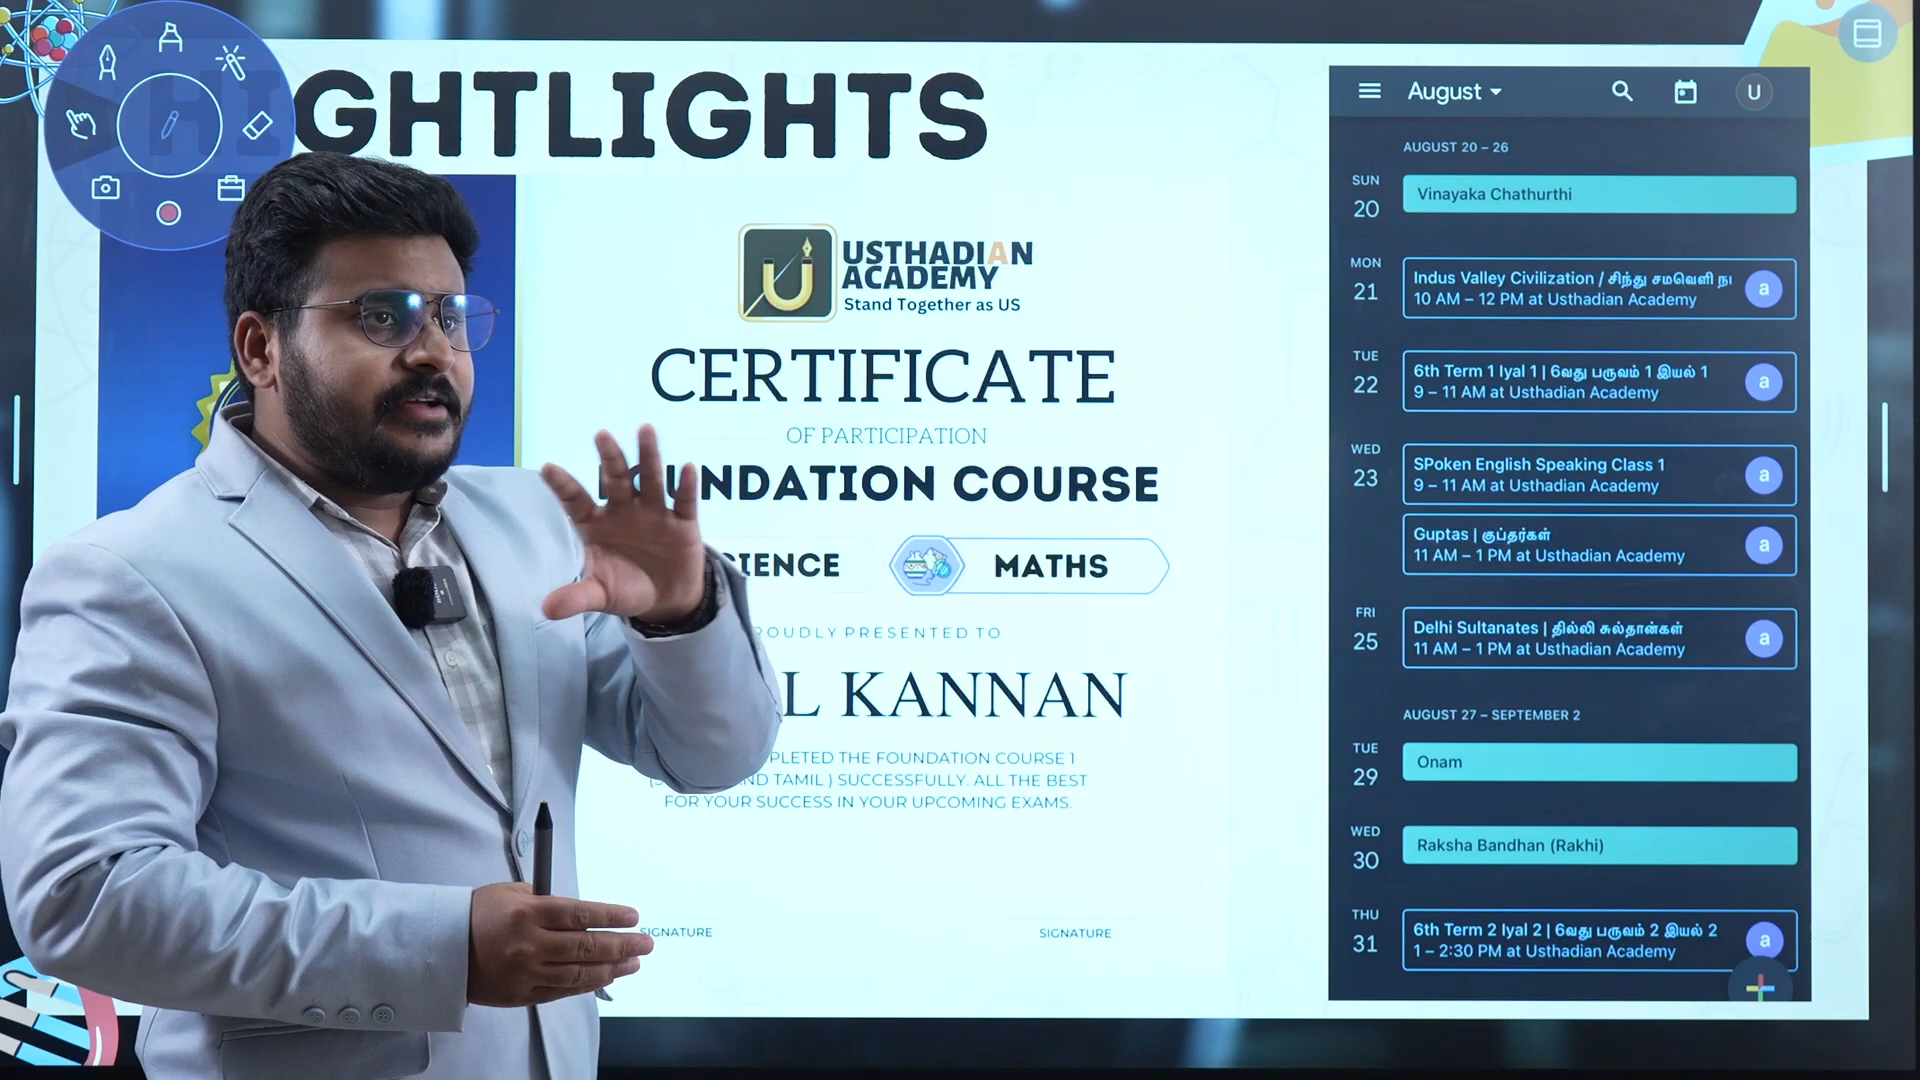 HIGHTLIGHTS
USTHADIAN
ACADEMY
Stand Together as US
CERTIFICATE
OF PARTICIPATION
FOUNDATION COURSE
MATHS
TO
KANNAN
THE FOUNDATION COURSE 1
TAMIL ) SUCCESSFULLY. ALL THE BEST
FOR YOUR SUCCESS IN YOUR UPCOMING EXAMS.
SIGNATURE
SIGNATURE
August
U
AUGUST 20 – 26
SUN
20
Vinayaka Chathurthi
MON
21
Indus Valley Civilization / சிந்து சமவெளி
10 AM – 12 PM at Usthadian Academy
a
TUE
22
6th Term 1 Iyal 1 | 6வது பருவம் 1 இயல் 1
9 – 11 AM at Usthadian Academy
a
WED
23
SPoken English Speaking Class 1
9 – 11 AM at Usthadian Academy
a
Guptas | குப்தர்கள்
11 AM – 1 PM at Usthadian Academy
a
FRI
25
Delhi Sultanates | தில்லி சுல்தான்கள்
11 AM – 1 PM at Usthadian Academy
a
AUGUST 27 – SEPTEMBER 2
TUE
29
Onam
WED
30
Raksha Bandhan (Rakhi)
THU
31
6th Term 2 Iyal 2 | 6வது பருவம் 2 இயல் 2
1 – 2:30 PM at Usthadian Academy
a